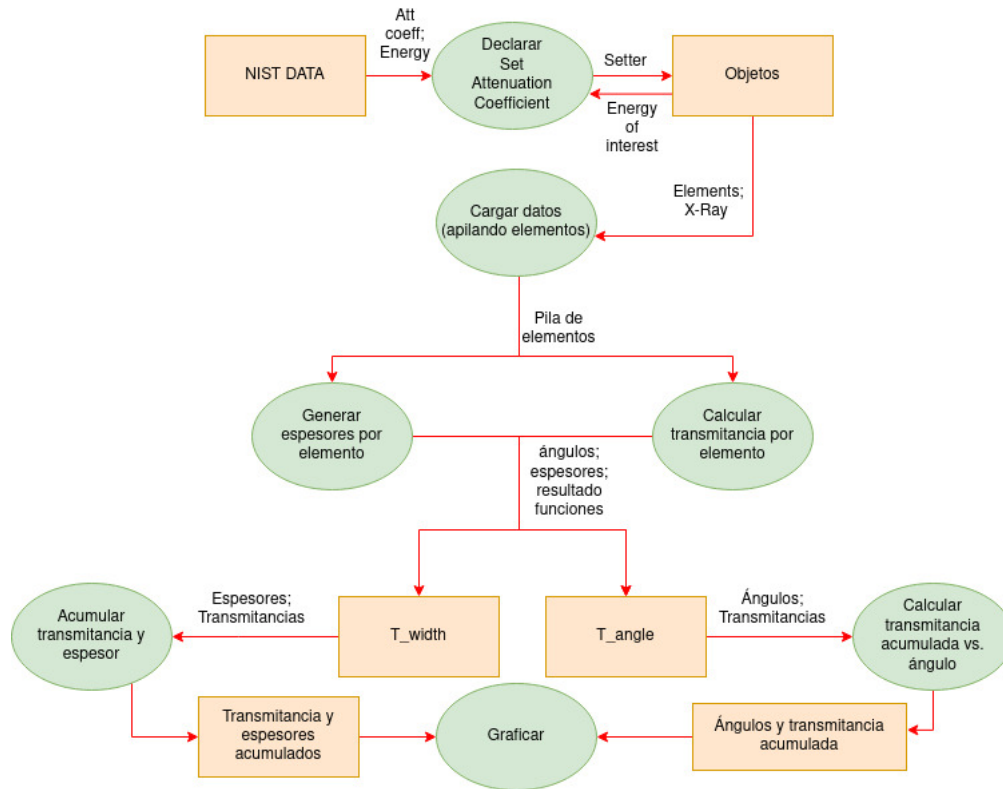 Att
coeff;
Energy
NIST DATA
Declarar
Set
Attenuation
Coefficient
Setter
Energy
of
interest
Objetos
Elements;
X-Ray
Cargar datos
(apilando elementos)
Pila de
elementos
Generar
espesores por
elemento
Calcular
transmitancia por
elemento
ángulos;
espesores;
resultado
funciones
Acumular
transmitancia y
espesor
Espesores;
Transmitancias
T_width
T_angle
Ángulos;
Transmitancias
Calcular
transmitancia
acumulada vs.
ángulo
Transmitancia y
espesores
acumulados
Graficar
Ángulos y transmitancia
acumulada